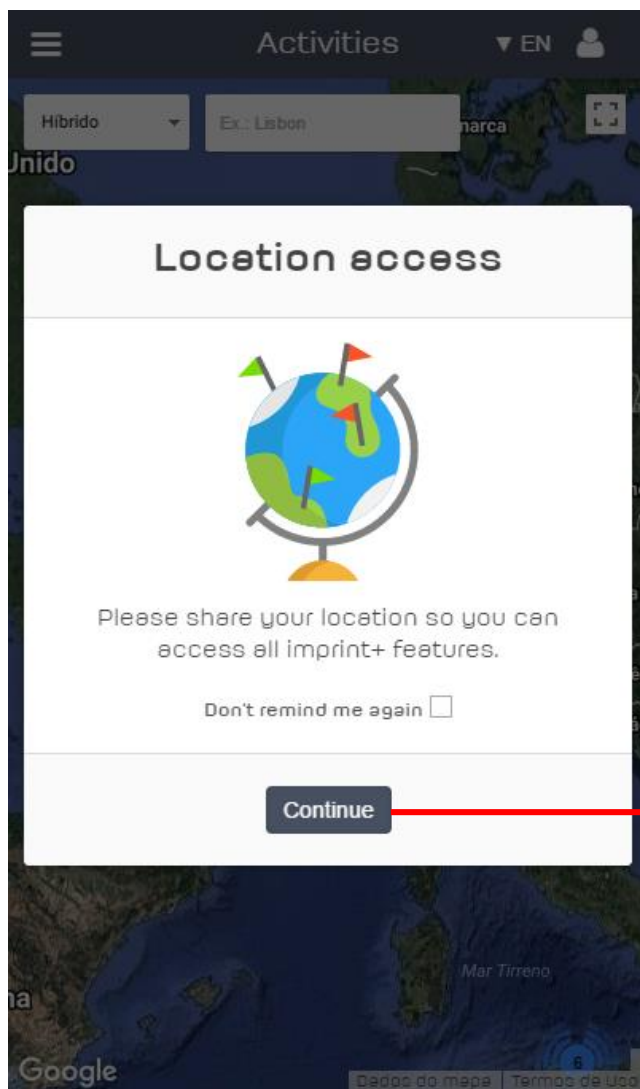 Activities ▼ EN
Híbrido Ex.: Lisbon marca
Unido
Location access
Please share your location so you can
access all imprint+ features.
Don't remind me again
Continue
Mar Tirreno
na
6
Google Dados do mapa Termos de Uso